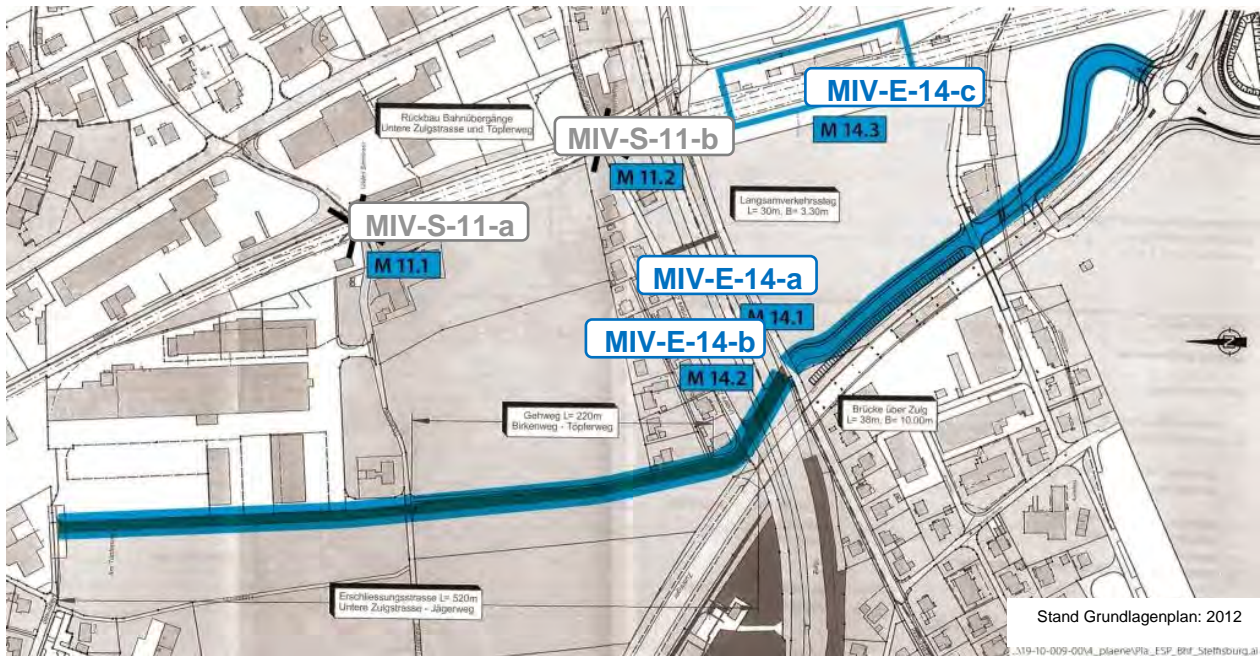 MIV-E-14-c
M 14.3
Rückbau Bahnübergänge
Untere Zulgstrasse und Töpferweg
MIV-S-11-b
M 11.2
Langsamverkehrssteg
L= 30m, B= 3.30m
MIV-S-11-a
M 11.1
MIV-E-14-a
M 14.1
MIV-E-14-b
M 14.2
Gehweg L= 220m
Birkenweg - Töpferweg
Brücke über Zulg
L= 38m, B= 10.00m
N
Erschliessungsstrasse L= 520m
Untere Zulgstrasse - Jägerweg
Stand Grundlagenplan: 2012